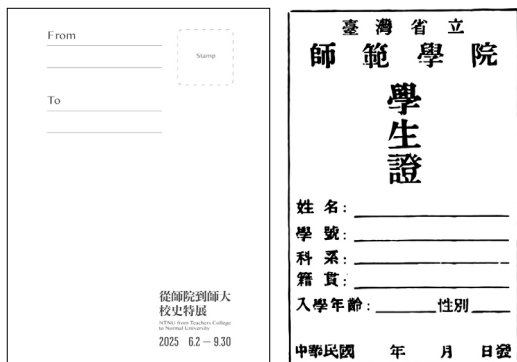 From
Stamp
To
從師院到師大
校史特展
NTNU from Teachers College
to Normal University
2025 6.2 — 9.30
臺灣省立
師範學院
學生證
姓名:
學號:
科系:
籍貫:
入學年齡: 性別
中華民國 年 月 日發